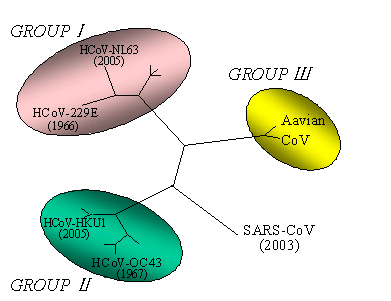 GROUP I
HCoV-NL63
(2005)
HCoV-229E
(1966)
GROUP III
Aavian
CoV
SARS-CoV
(2003)
HCoV-HKU1
(2005)
HCoV-OC43
(1967)
GROUP II